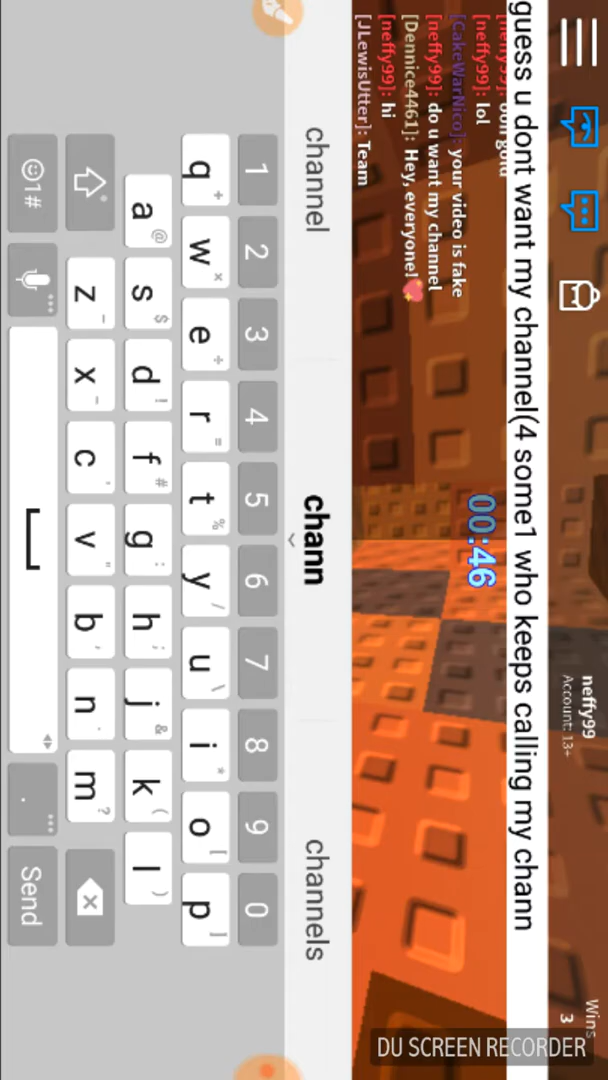 neffy99
Account: 13+
Wins
3
guess u dont want my channel(4 some1 who keeps calling my chann
[neffy99]: lol
[CakeWarNico]: your video is fake
[neffy99]: do u want my channel
[Dennice4461]: Hey, everyone!💖
[neffy99]: hi
[JLewisUtter]: Team
00:46
channel chann channels
1 2 3 4 5 6 7 8 9 0
q w e r t y u i o p
a s d f g h j k l
z x c v b n m
1# . Send
DU SCREEN RECORDER